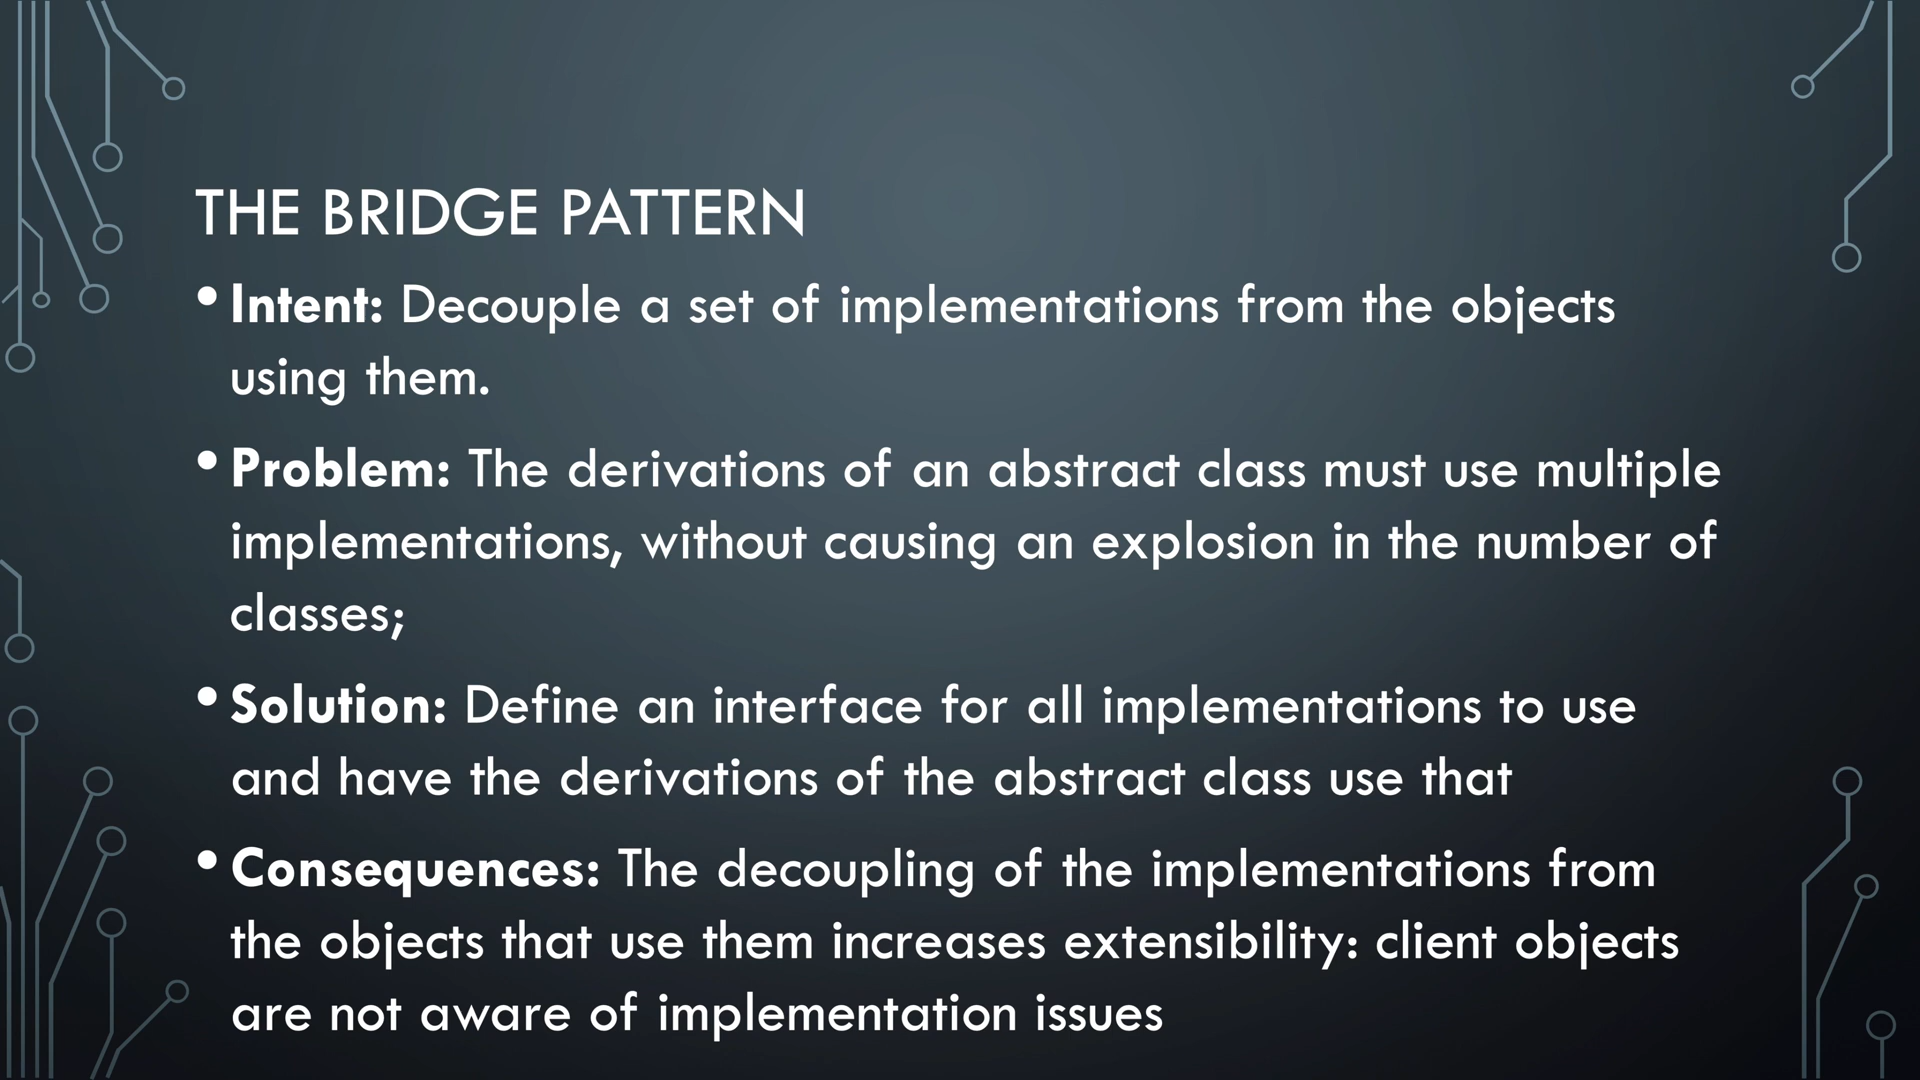 THE BRIDGE PATTERN
• Intent: Decouple a set of implementations from the objects
using them.
• Problem: The derivations of an abstract class must use multiple
implementations, without causing an explosion in the number of
classes;
• Solution: Define an interface for all implementations to use
and have the derivations of the abstract class use that
• Consequences: The decoupling of the implementations from
the objects that use them increases extensibility: client objects
are not aware of implementation issues